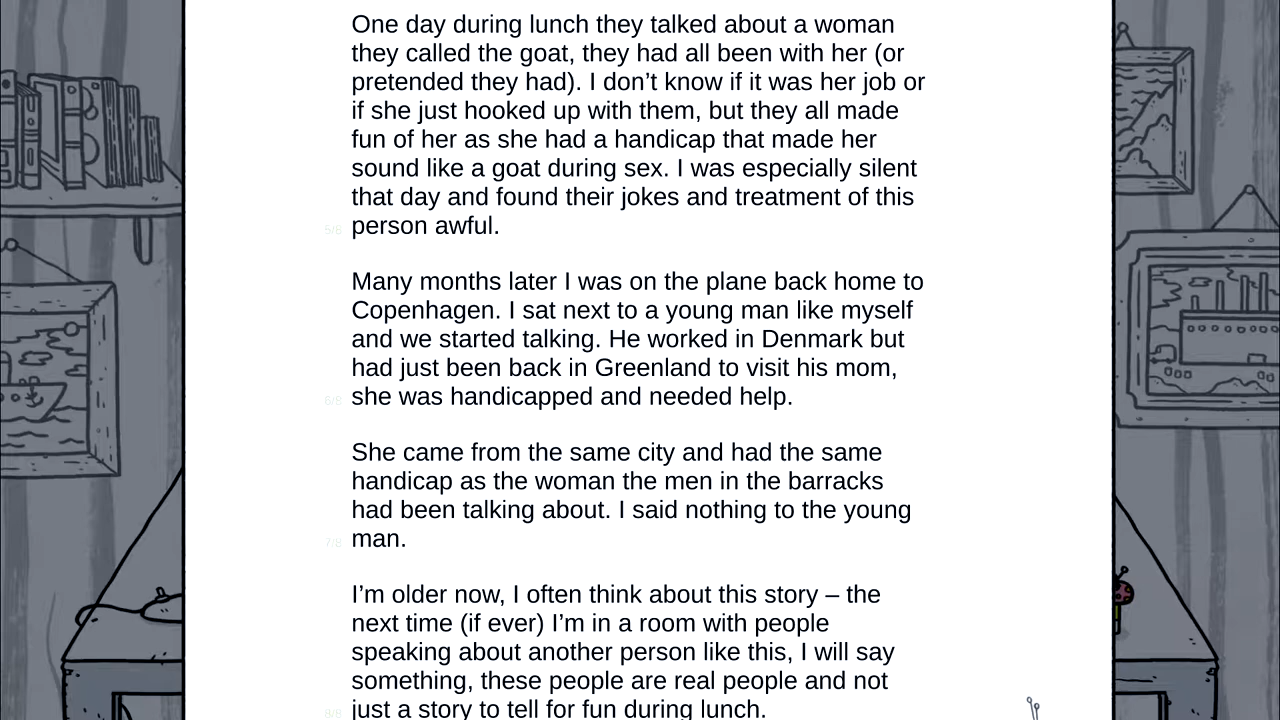 One day during lunch they talked about a woman
they called the goat, they had all been with her (or
pretended they had). I don’t know if it was her job or
if she just hooked up with them, but they all made
fun of her as she had a handicap that made her
sound like a goat during sex. I was especially silent
that day and found their jokes and treatment of this
5/8 person awful.
Many months later I was on the plane back home to
Copenhagen. I sat next to a young man like myself
and we started talking. He worked in Denmark but
had just been back in Greenland to visit his mom,
6/8 she was handicapped and needed help.
She came from the same city and had the same
handicap as the woman the men in the barracks
had been talking about. I said nothing to the young
7/8 man.
I’m older now, I often think about this story – the
next time (if ever) I’m in a room with people
speaking about another person like this, I will say
something, these people are real people and not
8/8 just a story to tell for fun during lunch.